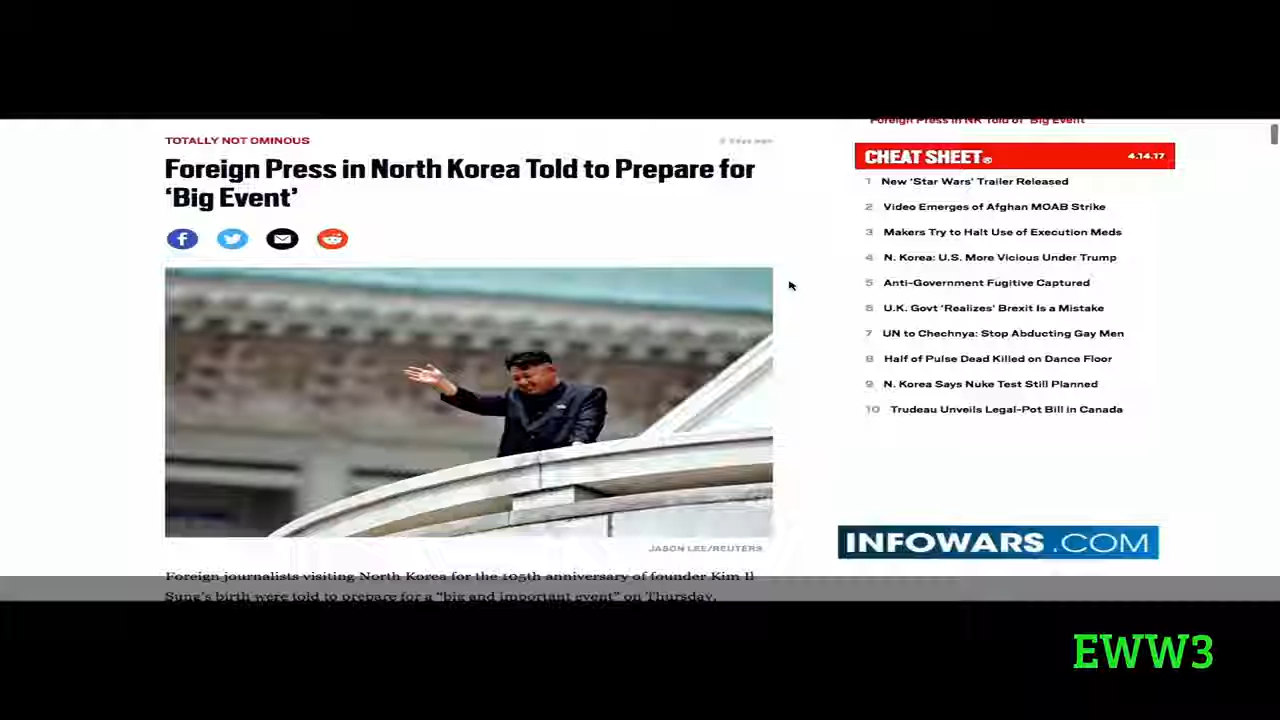 TOTALLY NOT OMINOUS
Foreign Press in North Korea Told to Prepare for
‘Big Event’
JASON LEE/REUTERS
Foreign journalists visiting North Korea for the 105th anniversary of founder Kim Il
Sung's birth were told to prepare for a “big and important event” on Thursday,
Foreign Press in NK Told of 'Big Event'
CHEAT SHEET®
4.14.17
1 New ‘Star Wars’ Trailer Released
2 Video Emerges of Afghan MOAB Strike
3 Makers Try to Halt Use of Execution Meds
4 N. Korea: U.S. More Vicious Under Trump
5 Anti-Government Fugitive Captured
6 U.K. Govt ‘Realizes’ Brexit Is a Mistake
7 UN to Chechnya: Stop Abducting Gay Men
8 Half of Pulse Dead Killed on Dance Floor
9 N. Korea Says Nuke Test Still Planned
10 Trudeau Unveils Legal-Pot Bill in Canada
INFOWARS.COM
EWW3